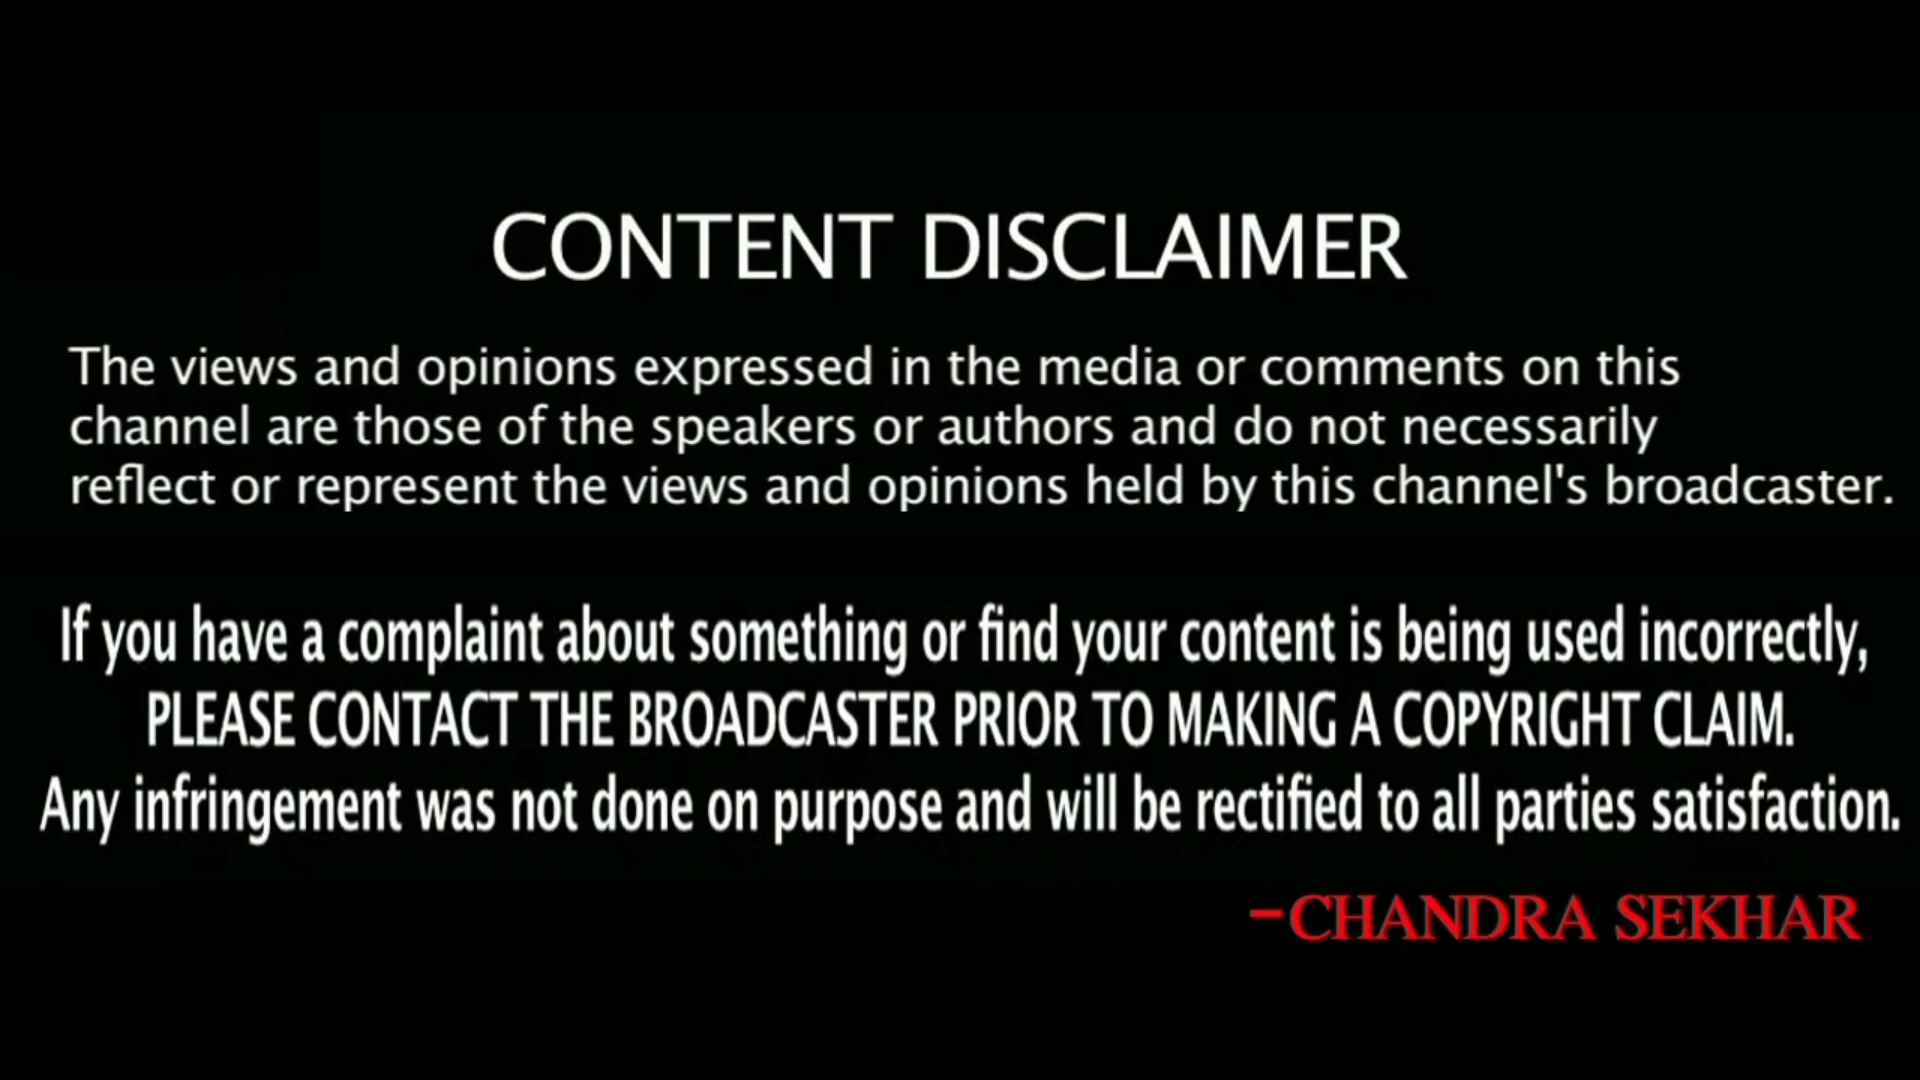 CONTENT DISCLAIMER
The views and opinions expressed in the media or comments on this
channel are those of the speakers or authors and do not necessarily
reflect or represent the views and opinions held by this channel's broadcaster.
If you have a complaint about something or find your content is being used incorrectly,
PLEASE CONTACT THE BROADCASTER PRIOR TO MAKING A COPYRIGHT CLAIM.
Any infringement was not done on purpose and will be rectified to all parties satisfaction.
-CHANDRA SEKHAR